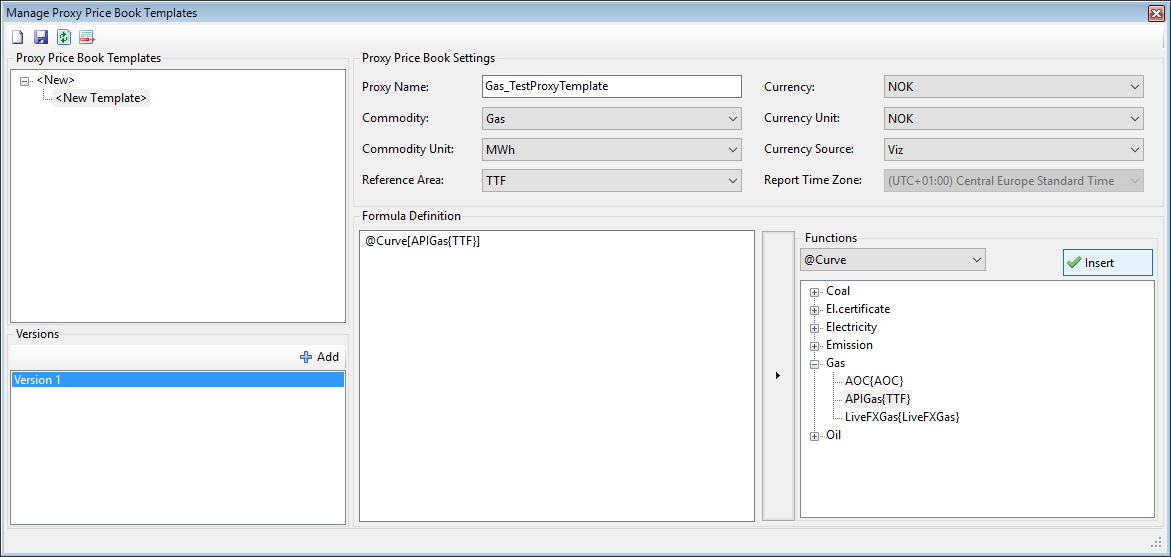 Manage Proxy Price Book Templates
Proxy Price Book Templates
<New>
<New Template>
Versions
Add
Version 1
Proxy Price Book Settings
Proxy Name: Gas_TestProxyTemplate Currency: NOK
Commodity: Gas Currency Unit: NOK
Commodity Unit: MWh Currency Source: Viz
Reference Area: TTF Report Time Zone: (UTC+01:00) Central Europe Standard Time
Formula Definition
@Curve[APIGas{TTF}]
Functions
@Curve Insert
Coal
El.certificate
Electricity
Emission
Gas
AOC{AOC}
APIGas{TTF}
LiveFXGas{LiveFXGas}
Oil